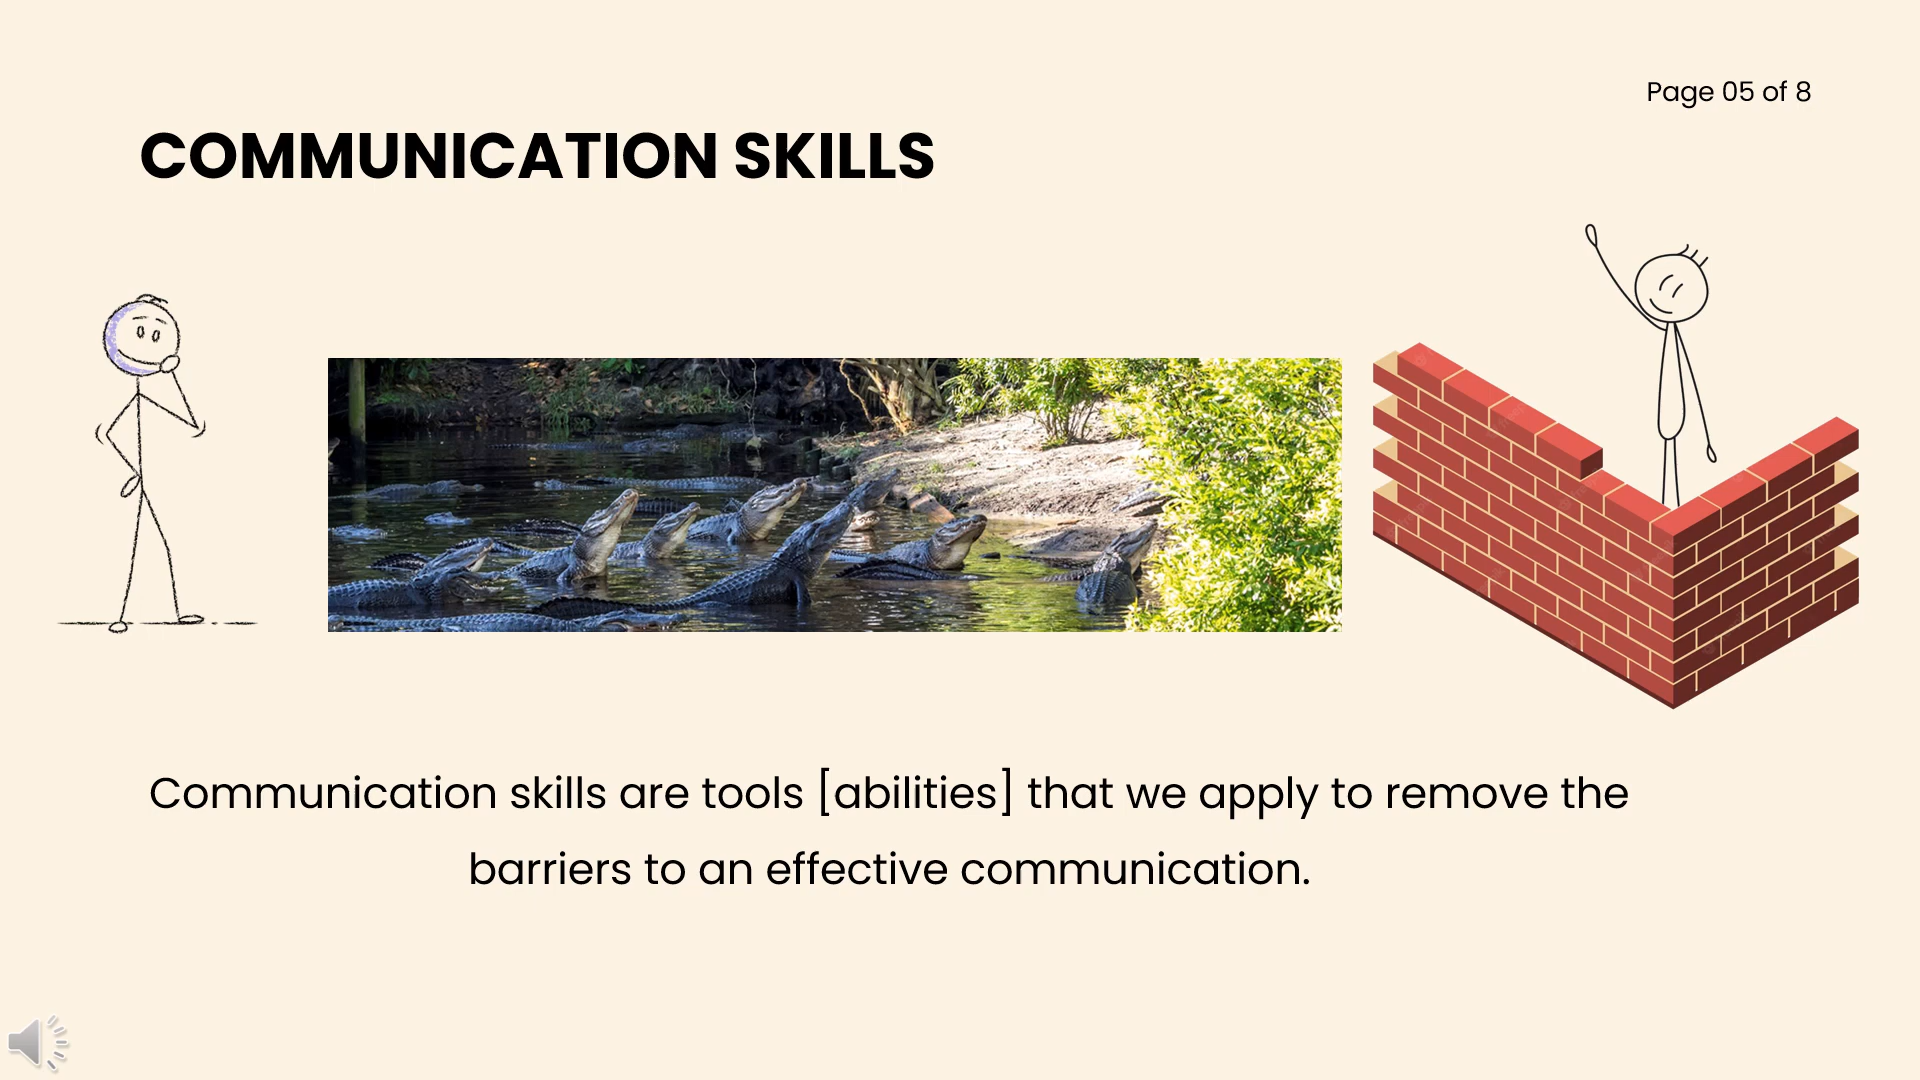 Page 05 of 8
COMMUNICATION SKILLS
Communication skills are tools [abilities] that we apply to remove the
barriers to an effective communication.